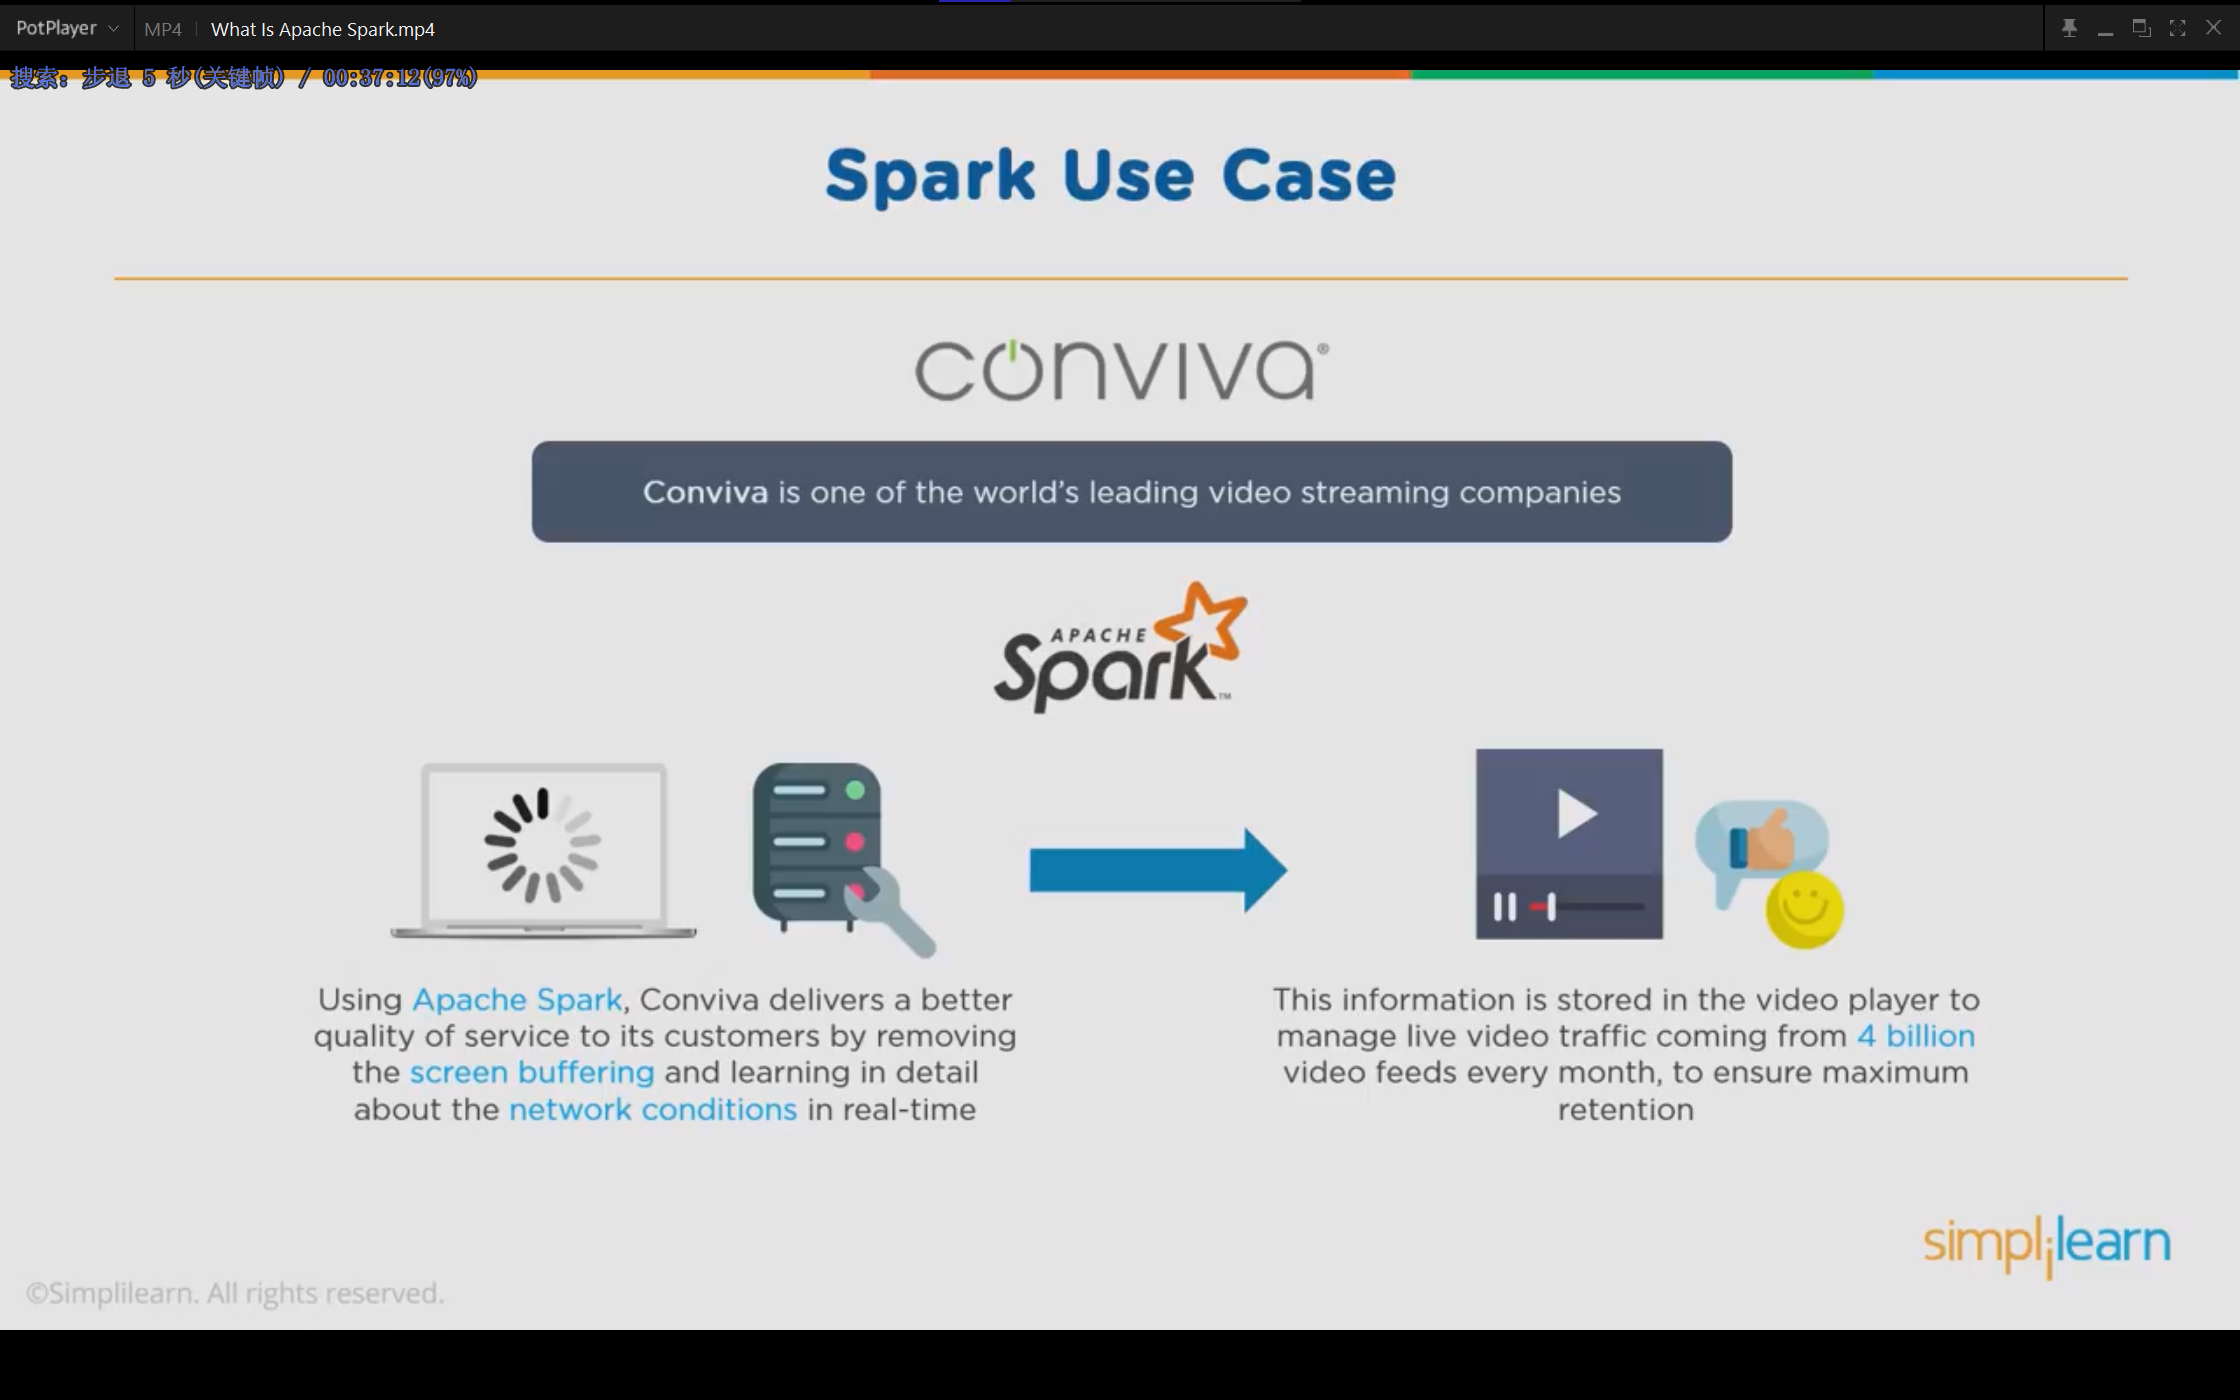 PotPlayer MP4 What Is Apache Spark.mp4
搜索: 步退 5 秒(关键帧) / 00:37:12(97%)
Spark Use Case
conviva®
Conviva is one of the world's leading video streaming companies
APACHE
Spark™
Using Apache Spark, Conviva delivers a better
quality of service to its customers by removing
the screen buffering and learning in detail
about the network conditions in real-time
This information is stored in the video player to
manage live video traffic coming from 4 billion
video feeds every month, to ensure maximum
retention
simplilearn
©Simplilearn. All rights reserved.